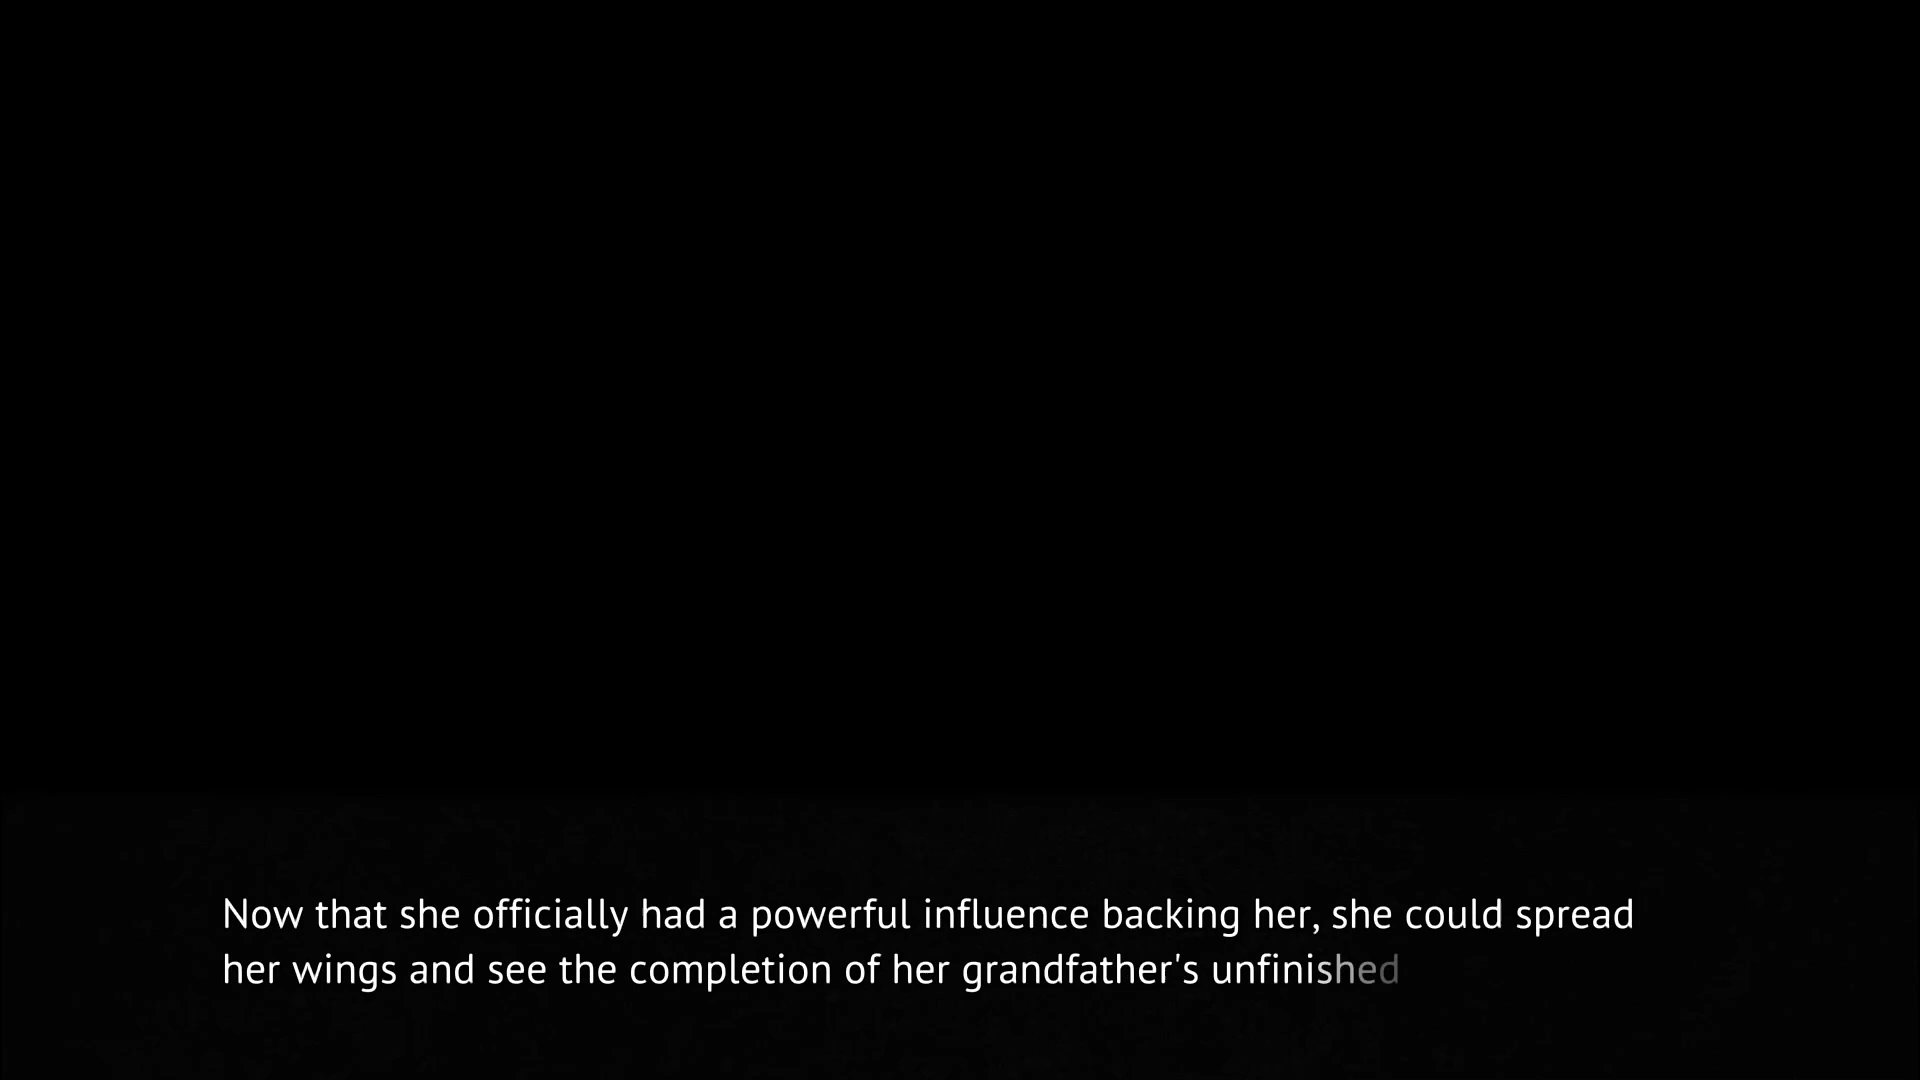 Now that she officially had a powerful influence backing her, she could spread
her wings and see the completion of her grandfather's unfinished